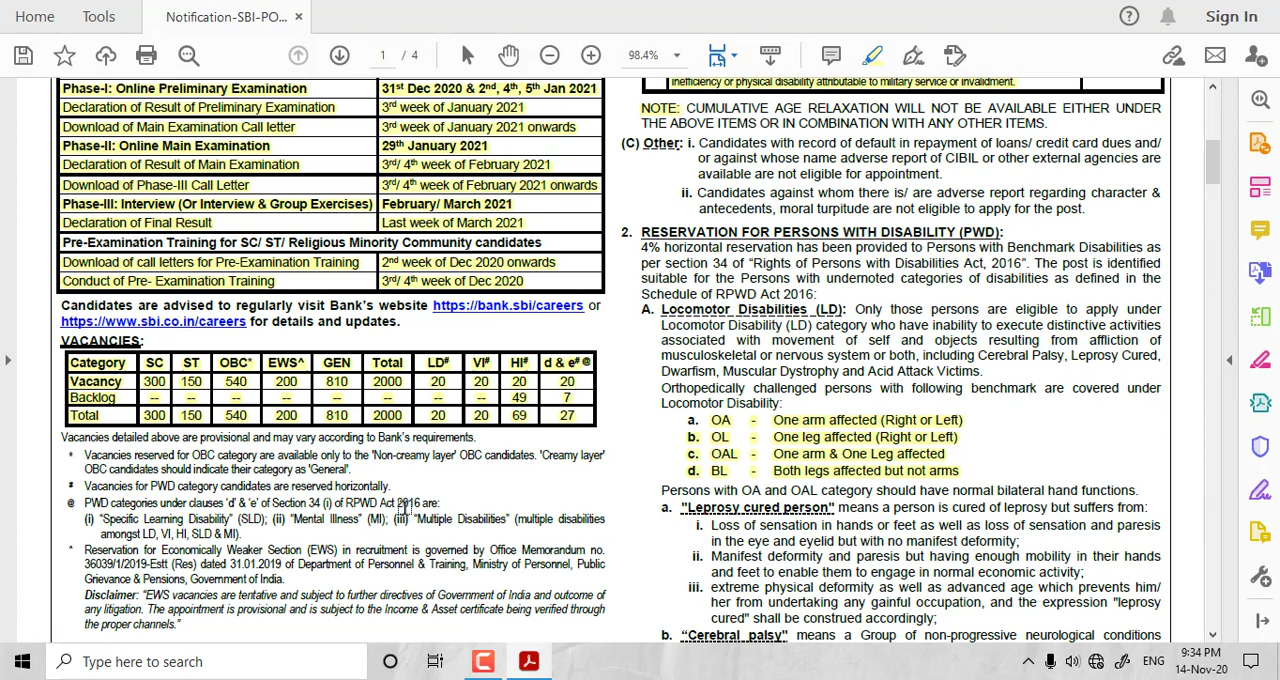 Home Tools Notification-SBI-PO... × Sign In
1 / 4 98.4%
Phase-I: Online Preliminary Examination 31st Dec 2020 & 2nd, 4th, 5th Jan 2021
Declaration of Result of Preliminary Examination 3rd week of January 2021
Download of Main Examination Call letter 3rd week of January 2021 onwards
Phase-II: Online Main Examination 29th January 2021
Declaration of Result of Main Examination 3rd/ 4th week of February 2021
Download of Phase-III Call Letter 3rd/ 4th week of February 2021 onwards
Phase-III: Interview (Or Interview & Group Exercises) February/ March 2021
Declaration of Final Result Last week of March 2021
Pre-Examination Training for SC/ ST/ Religious Minority Community candidates
Download of call letters for Pre-Examination Training 2nd week of Dec 2020 onwards
Conduct of Pre- Examination Training 3rd/ 4th week of Dec 2020
Candidates are advised to regularly visit Bank's website https://bank.sbi/careers or
https://www.sbi.co.in/careers for details and updates.
VACANCIES:
Category SC ST OBC* EWS^ GEN Total LD# VI# HI# d & e# @
Vacancy 300 150 540 200 810 2000 20 20 20 20
Backlog -- -- -- -- -- -- -- -- 49 7
Total 300 150 540 200 810 2000 20 20 69 27
Vacancies detailed above are provisional and may vary according to Bank's requirements.
* Vacancies reserved for OBC category are available only to the 'Non-creamy layer' OBC candidates. 'Creamy layer'
OBC candidates should indicate their category as 'General'.
# Vacancies for PWD category candidates are reserved horizontally.
@ PWD categories under clauses 'd' & 'e' of Section 34 (i) of RPWD Act 2016 are:
(i) "Specific Learning Disability" (SLD); (ii) "Mental Illness" (MI); (iii) "Multiple Disabilities" (multiple disabilities
amongst LD, VI, HI, SLD & MI).
^ Reservation for Economically Weaker Section (EWS) in recruitment is governed by Office Memorandum no.
36039/1/2019-Estt (Res) dated 31.01.2019 of Department of Personnel & Training, Ministry of Personnel, Public
Grievance & Pensions, Government of India.
Disclaimer: "EWS vacancies are tentative and subject to further directives of Government of India and outcome of
any litigation. The appointment is provisional and is subject to the Income & Asset certificate being verified through
the proper channels."
inefficiency or physical disability attributable to military service or invalidment.
NOTE: CUMULATIVE AGE RELAXATION WILL NOT BE AVAILABLE EITHER UNDER
THE ABOVE ITEMS OR IN COMBINATION WITH ANY OTHER ITEMS.
(C) Other: i. Candidates with record of default in repayment of loans/ credit card dues and/
or against whose name adverse report of CIBIL or other external agencies are
available are not eligible for appointment.
ii. Candidates against whom there is/ are adverse report regarding character &
antecedents, moral turpitude are not eligible to apply for the post.
2. RESERVATION FOR PERSONS WITH DISABILITY (PWD):
4% horizontal reservation has been provided to Persons with Benchmark Disabilities as
per section 34 of "Rights of Persons with Disabilities Act, 2016". The post is identified
suitable for the Persons with undernoted categories of disabilities as defined in the
Schedule of RPWD Act 2016:
A. Locomotor Disabilities (LD): Only those persons are eligible to apply under
Locomotor Disability (LD) category who have inability to execute distinctive activities
associated with movement of self and objects resulting from affliction of
musculoskeletal or nervous system or both, including Cerebral Palsy, Leprosy Cured,
Dwarfism, Muscular Dystrophy and Acid Attack Victims.
Orthopedically challenged persons with following benchmark are covered under
Locomotor Disability:
a. OA - One arm affected (Right or Left)
b. OL - One leg affected (Right or Left)
c. OAL - One arm & One Leg affected
d. BL - Both legs affected but not arms
Persons with OA and OAL category should have normal bilateral hand functions.
a. "Leprosy cured person" means a person is cured of leprosy but suffers from:
i. Loss of sensation in hands or feet as well as loss of sensation and paresis
in the eye and eyelid but with no manifest deformity;
ii. Manifest deformity and paresis but having enough mobility in their hands
and feet to enable them to engage in normal economic activity;
iii. extreme physical deformity as well as advanced age which prevents him/
her from undertaking any gainful occupation, and the expression "leprosy
cured" shall be construed accordingly;
b. "Cerebral palsy" means a Group of non-progressive neurological conditions
Type here to search ENG 9:34 PM
14-Nov-20